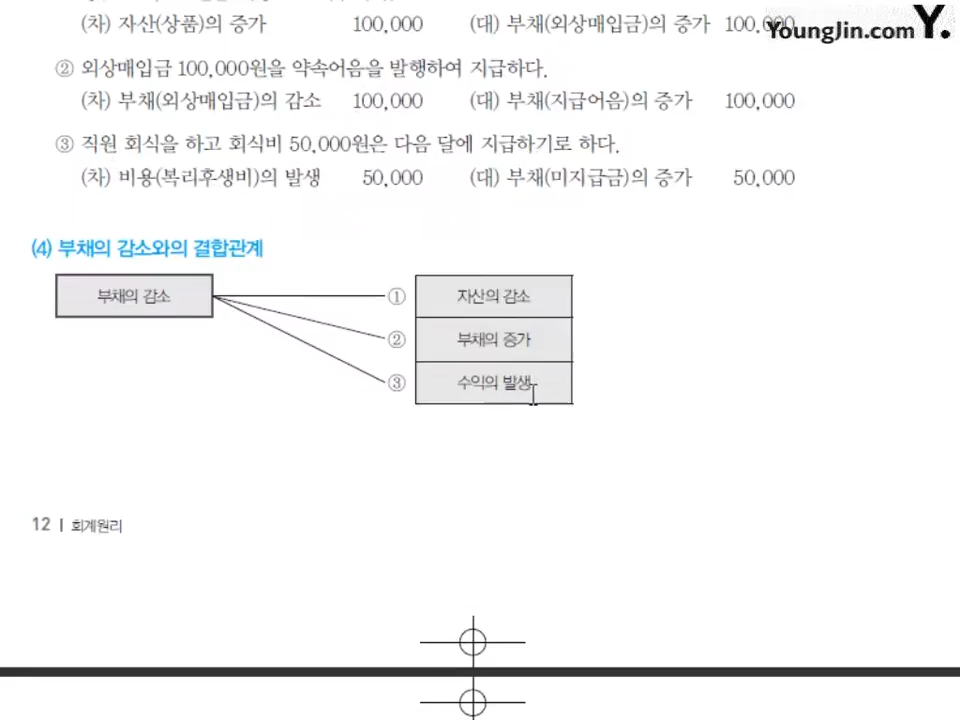 (차) 자산(상품)의 증가 100,000 (대) 부채(외상매입금)의 증가 100,000
YoungJin.com Y.
② 외상매입금 100,000원을 약속어음을 발행하여 지급하다.
(차) 부채(외상매입금)의 감소 100,000 (대) 부채(지급어음)의 증가 100,000
③ 직원 회식을 하고 회식비 50,000원은 다음 달에 지급하기로 하다.
(차) 비용(복리후생비)의 발생 50,000 (대) 부채(미지급금)의 증가 50,000
(4) 부채의 감소와의 결합관계
부채의 감소 ① 자산의 감소
② 부채의 증가
③ 수익의 발생
12 | 회계원리